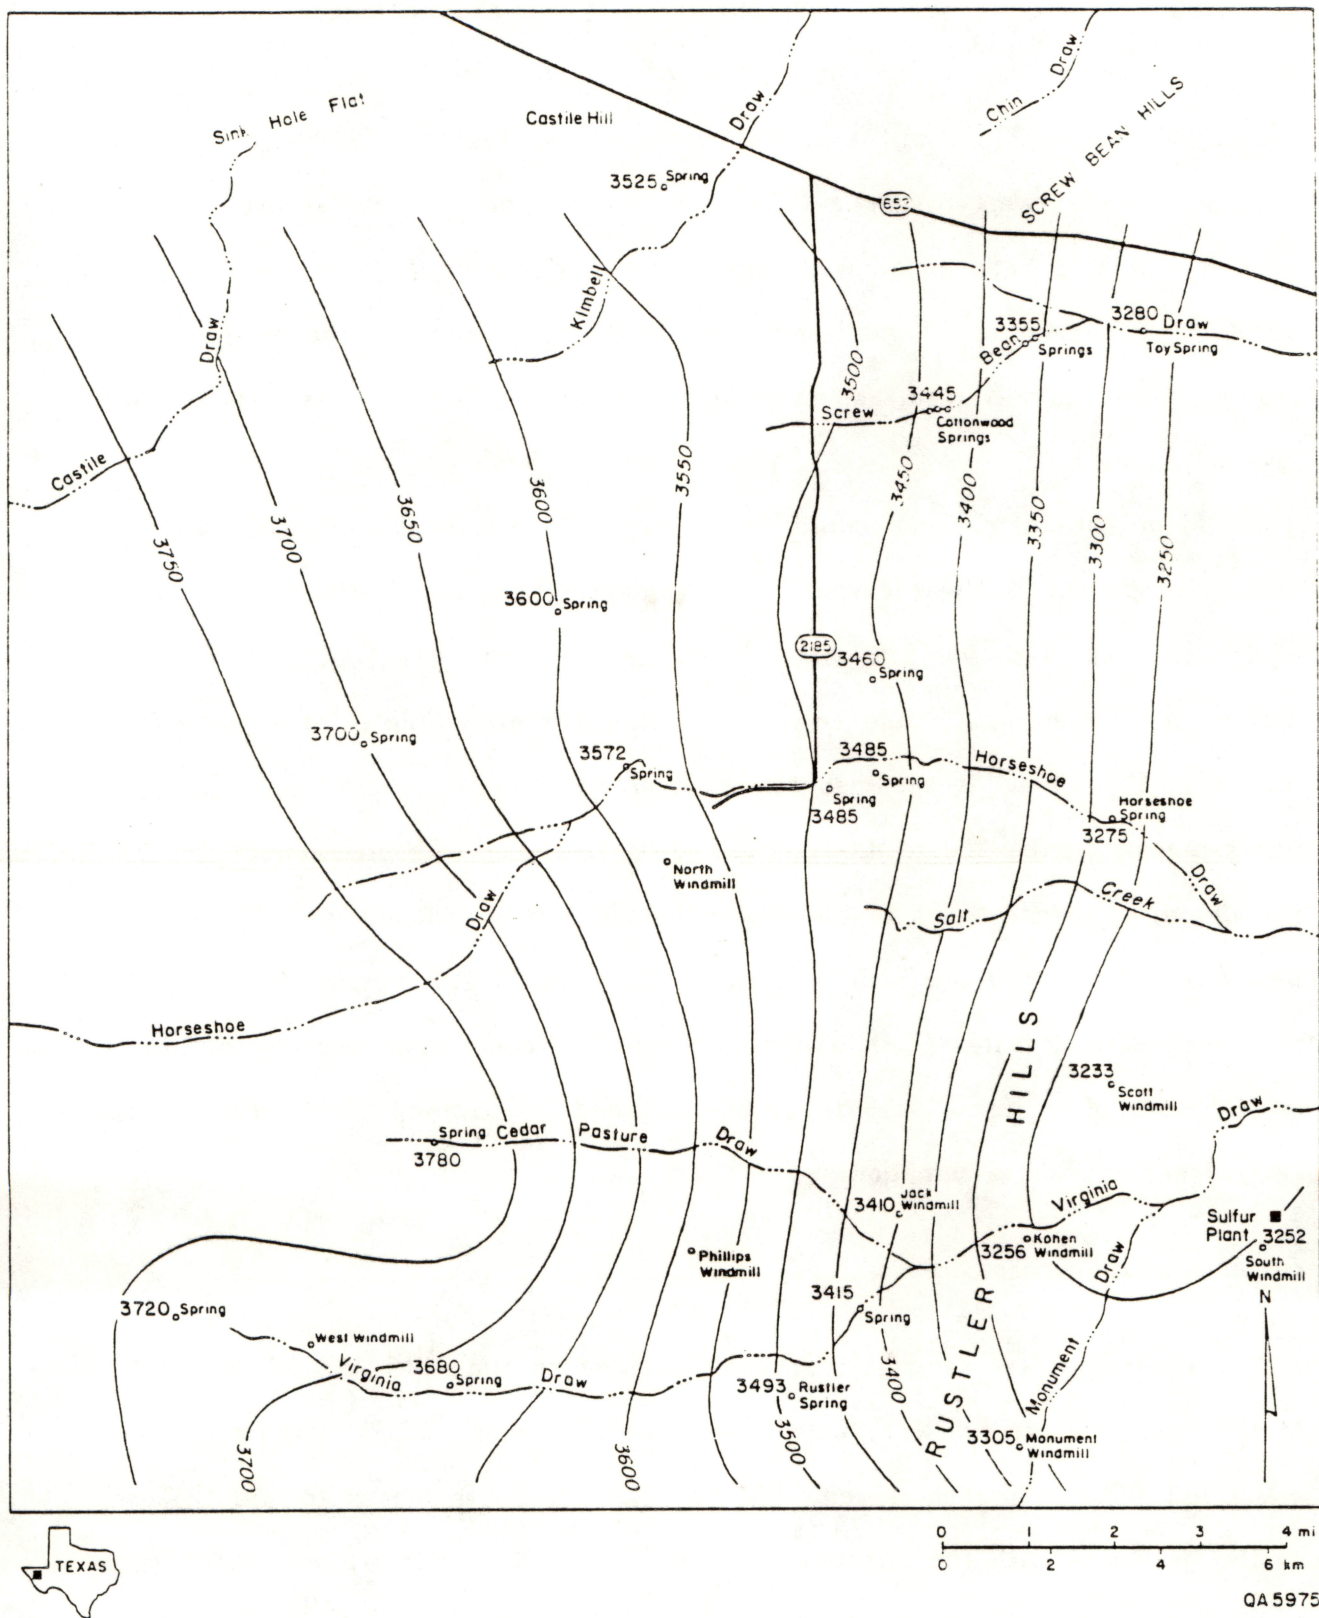 Sink Hole Flat
Castile Hill
Draw
Chin Draw
SCREW BEAN HILLS
3525 Spring
653
Kimbell
Draw
Castile
3500
3280
Draw
Toy Spring
3355
Springs
Bean
3445
Cottonwood
Springs
Screw
3750
3700
3650
3600
3550
3450
3400
3350
3300
3250
3600 Spring
2185
3460
Spring
3700 Spring
3572
Spring
3485
Spring
Spring
3485
Horseshoe
Horseshoe
Spring
3275
Draw
North
Windmill
Draw
Salt Creek
Horseshoe
HILLS
3233
Scott
Windmill
Draw
Spring Cedar Pasture Draw
3780
3410 Jack
Windmill
Virginia
Sulfur
Plant
3252
South
Windmill
3256 Kohen
Windmill
Draw
Phillips
Windmill
3415
Spring
N
3720 Spring
West Windmill
RUSTLER
3680
Spring
Virginia
Draw
3400
3493 Rustler
Spring
Monument
3305 Monument
Windmill
3700
3600
3500
TEXAS
0 1 2 3 4 mi
0 2 4 6 km
QA5975